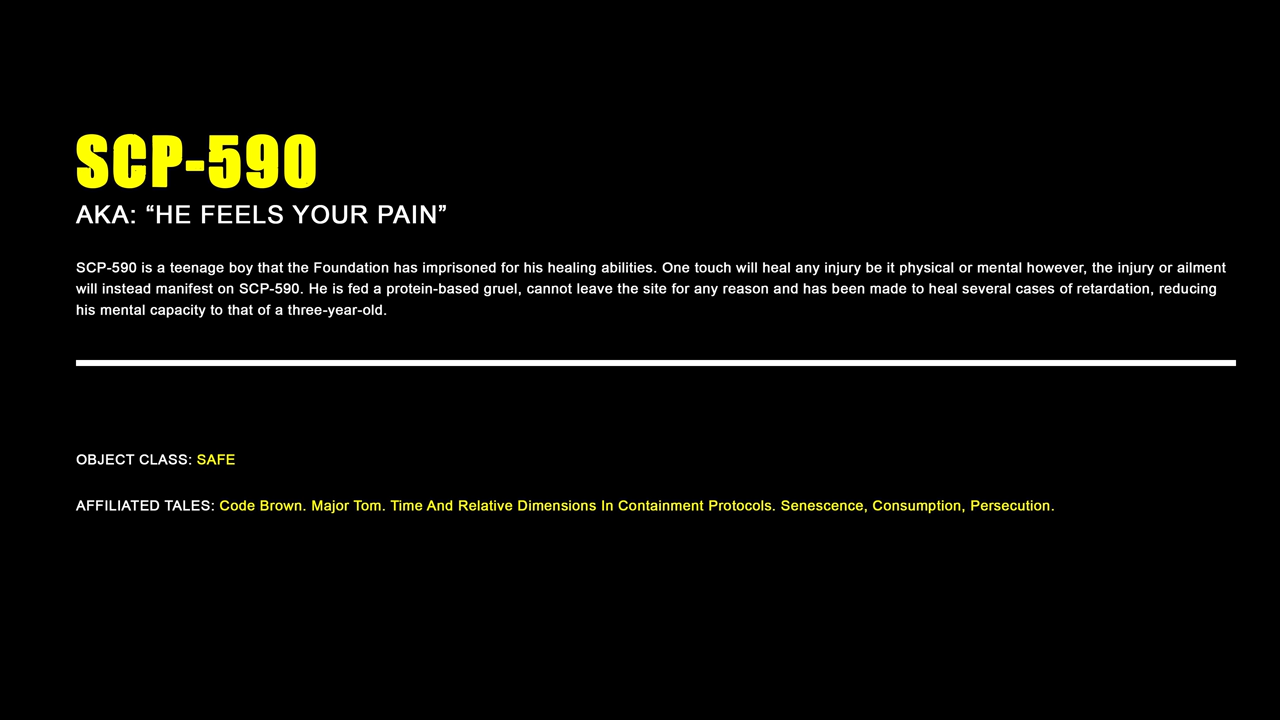 SCP-590
AKA: “HE FEELS YOUR PAIN”
SCP-590 is a teenage boy that the Foundation has imprisoned for his healing abilities. One touch will heal any injury be it physical or mental however, the injury or ailment
will instead manifest on SCP-590. He is fed a protein-based gruel, cannot leave the site for any reason and has been made to heal several cases of retardation, reducing
his mental capacity to that of a three-year-old.
OBJECT CLASS: SAFE
AFFILIATED TALES: Code Brown. Major Tom. Time And Relative Dimensions In Containment Protocols. Senescence, Consumption, Persecution.